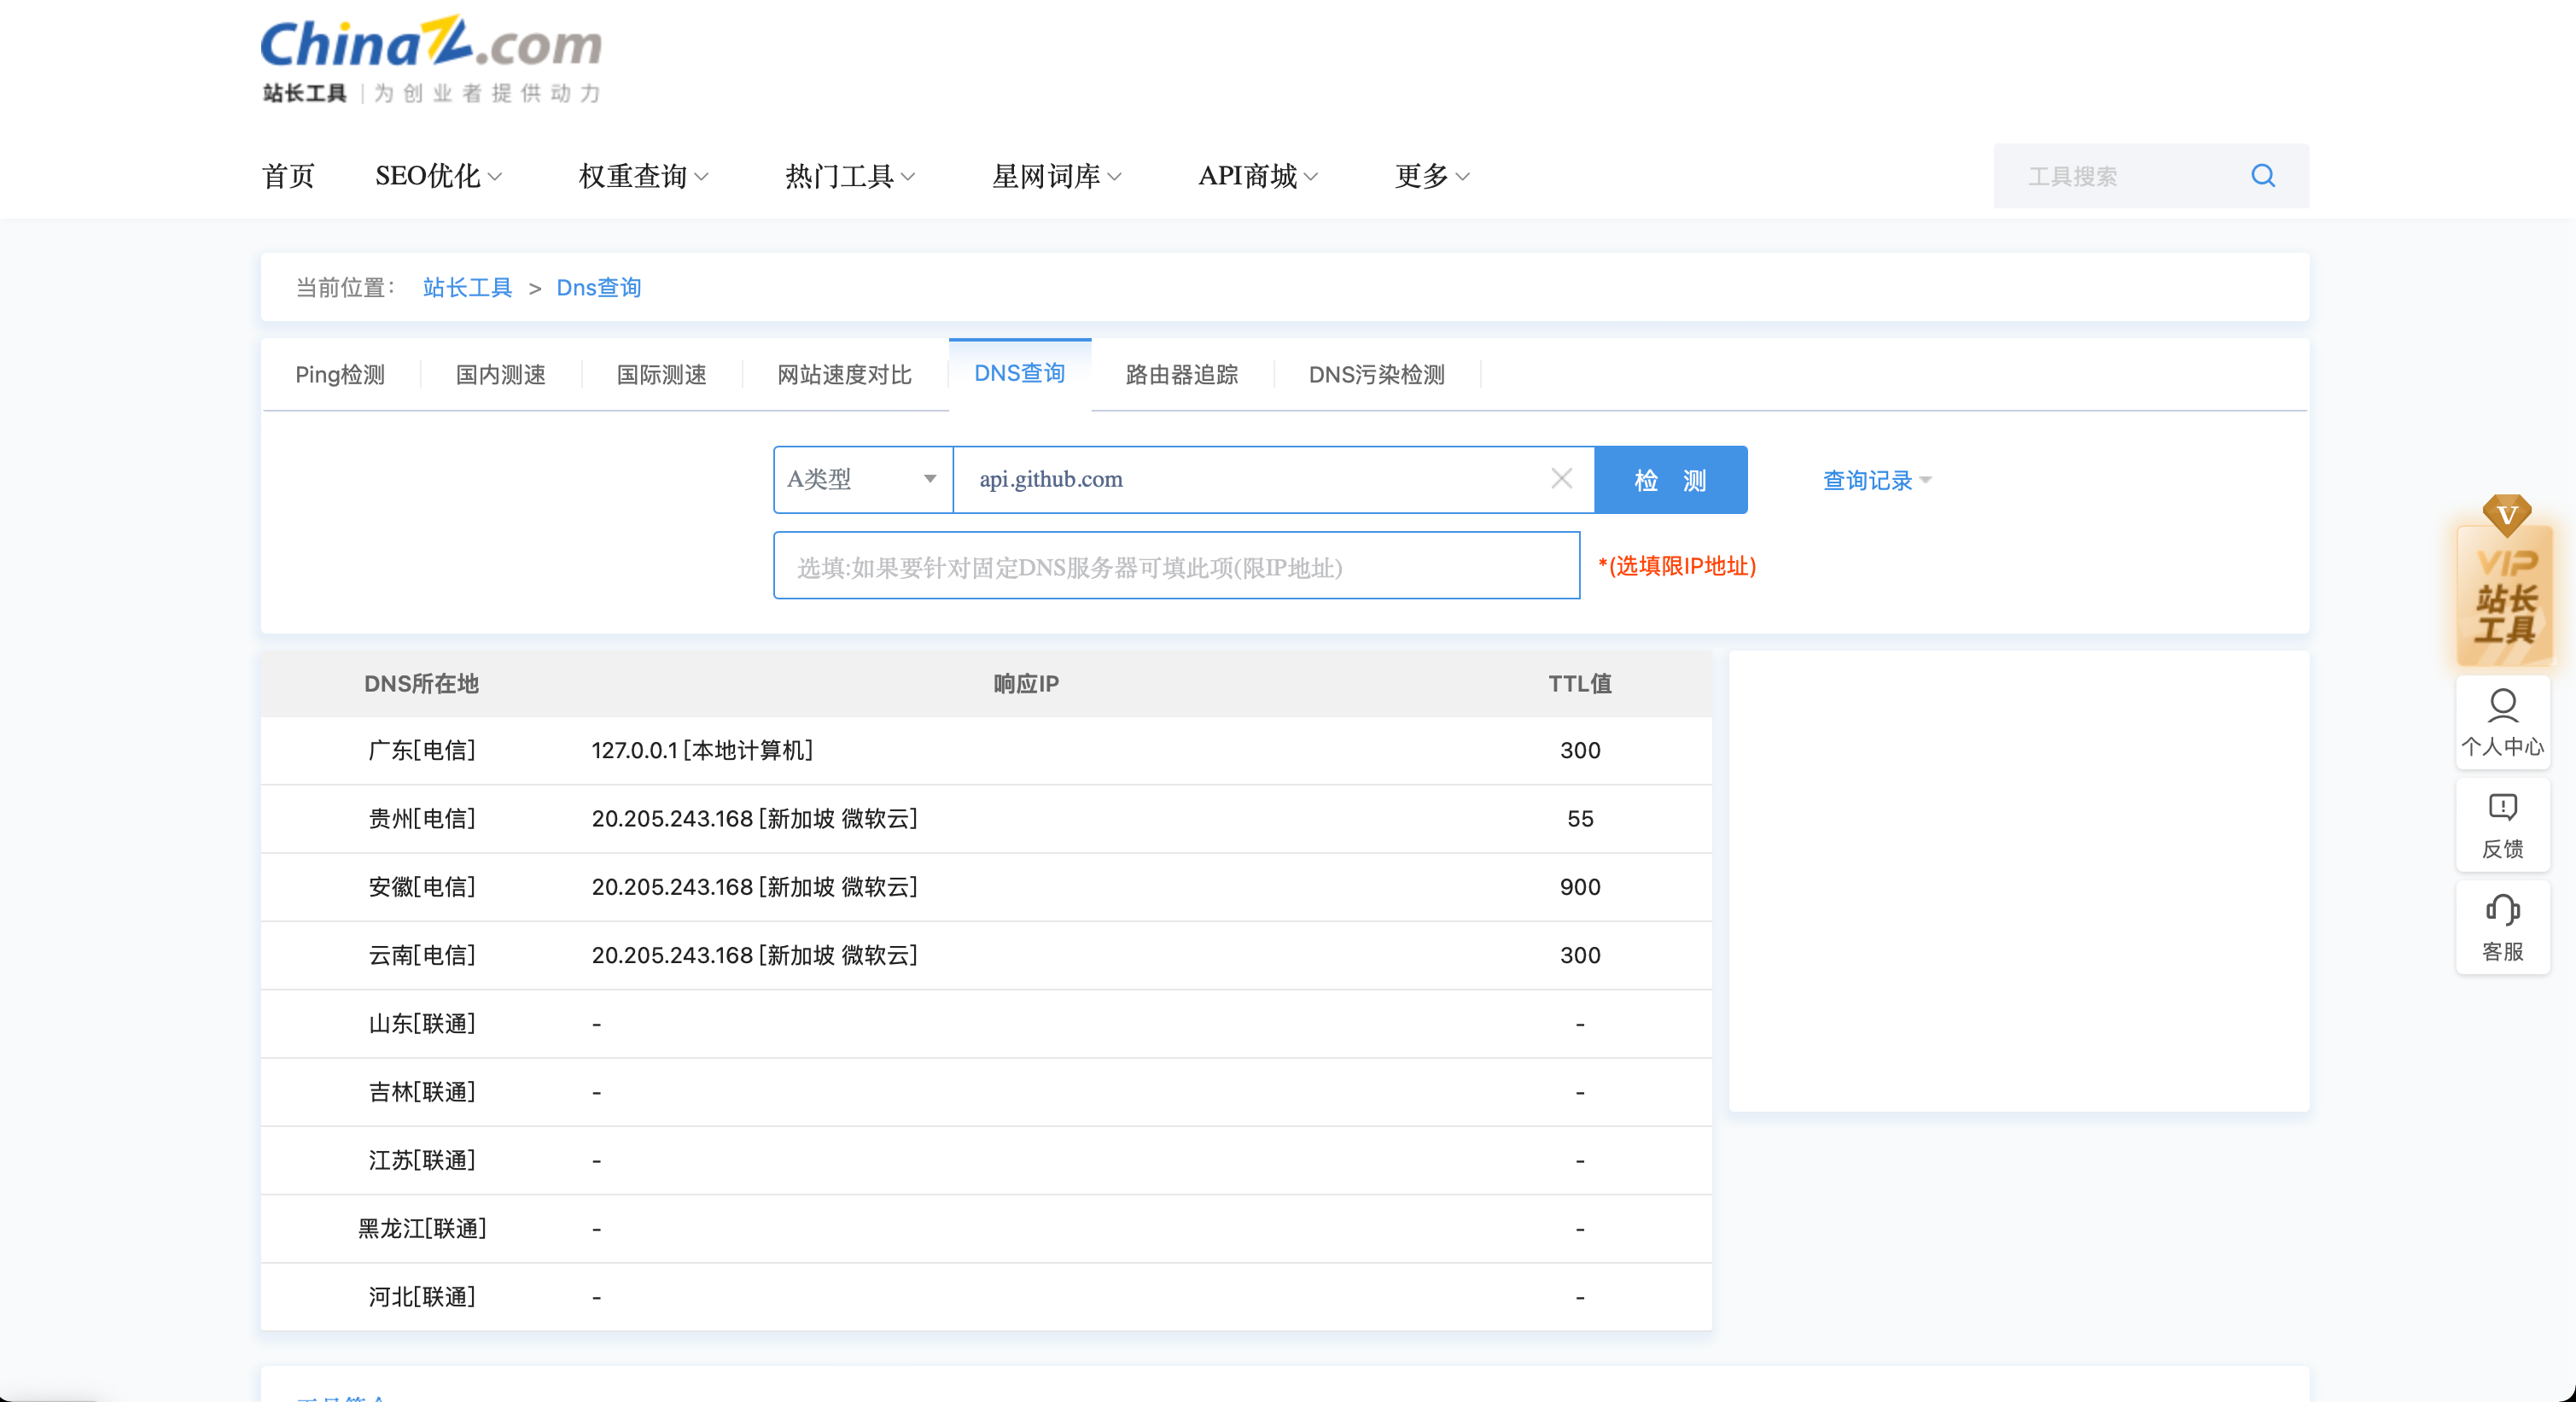 ChinaZ.com
站长工具 | 为创业者提供动力
首页 SEO优化 权重查询 热门工具 星网词库 API商城 更多 工具搜索
当前位置： 站长工具 > Dns查询
Ping检测 国内测速 国际测速 网站速度对比 DNS查询 路由器追踪 DNS污染检测
A类型 api.github.com 检 测 查询记录
选填:如果要针对固定DNS服务器可填此项(限IP地址) *(选填限IP地址)
DNS所在地 响应IP TTL值
广东[电信] 127.0.0.1 [本地计算机] 300
贵州[电信] 20.205.243.168 [新加坡 微软云] 55
安徽[电信] 20.205.243.168 [新加坡 微软云] 900
云南[电信] 20.205.243.168 [新加坡 微软云] 300
山东[联通] - -
吉林[联通] - -
江苏[联通] - -
黑龙江[联通] - -
河北[联通] - -
V
VIP
站长
工具
个人中心
反馈
客服